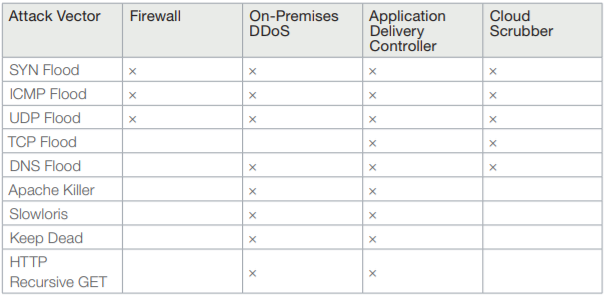 Attack Vector Firewall On-Premises DDoS Application Delivery Controller Cloud Scrubber
SYN Flood × × × ×
ICMP Flood × × × ×
UDP Flood × × × ×
TCP Flood × ×
DNS Flood × × ×
Apache Killer × ×
Slowloris × ×
Keep Dead × ×
HTTP Recursive GET × ×